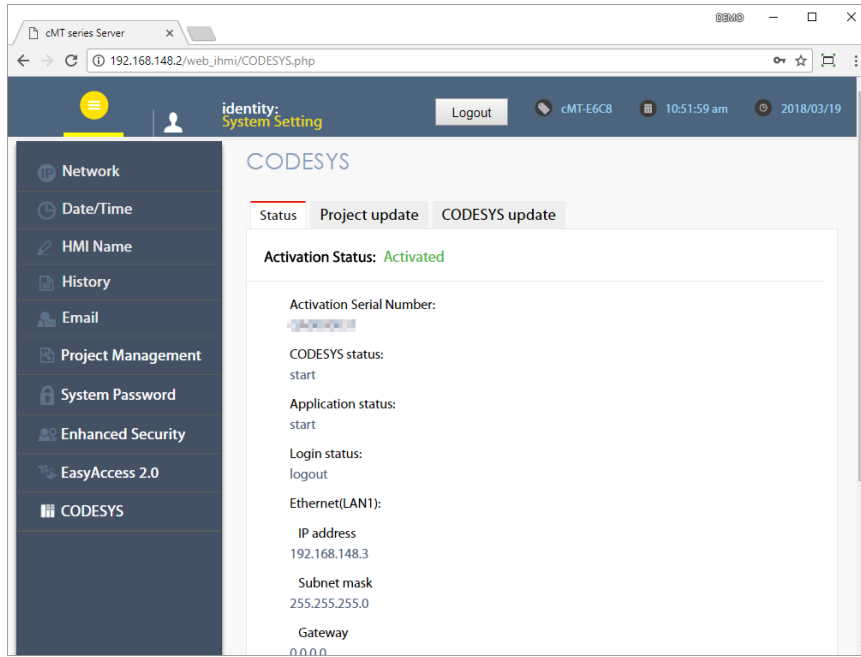 DEMO
cMT series Server
192.168.148.2/web_ihmi/CODESYS.php
identity:
System Setting
Logout
cMT-E6C8
10:51:59 am
2018/03/19
Network
Date/Time
HMI Name
History
Email
Project Management
System Password
Enhanced Security
EasyAccess 2.0
CODESYS
CODESYS
Status
Project update
CODESYS update
Activation Status: Activated
Activation Serial Number:
CODESYS status:
start
Application status:
start
Login status:
logout
Ethernet(LAN1):
IP address
192.168.148.3
Subnet mask
255.255.255.0
Gateway
0.0.0.0